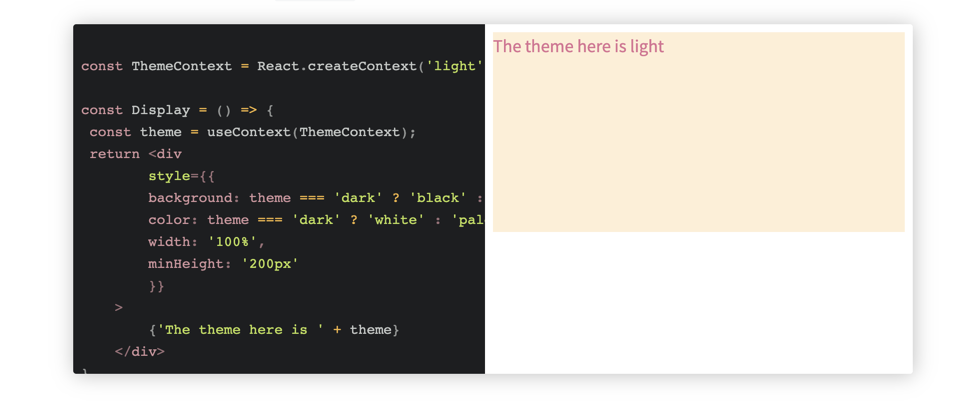 const ThemeContext = React.createContext('light'
const Display = () => {
const theme = useContext(ThemeContext);
return <div
style={{
background: theme === 'dark' ? 'black' :
color: theme === 'dark' ? 'white' : 'pal
width: '100%',
minHeight: '200px'
}}
>
{'The theme here is ' + theme}
</div>
}
The theme here is light